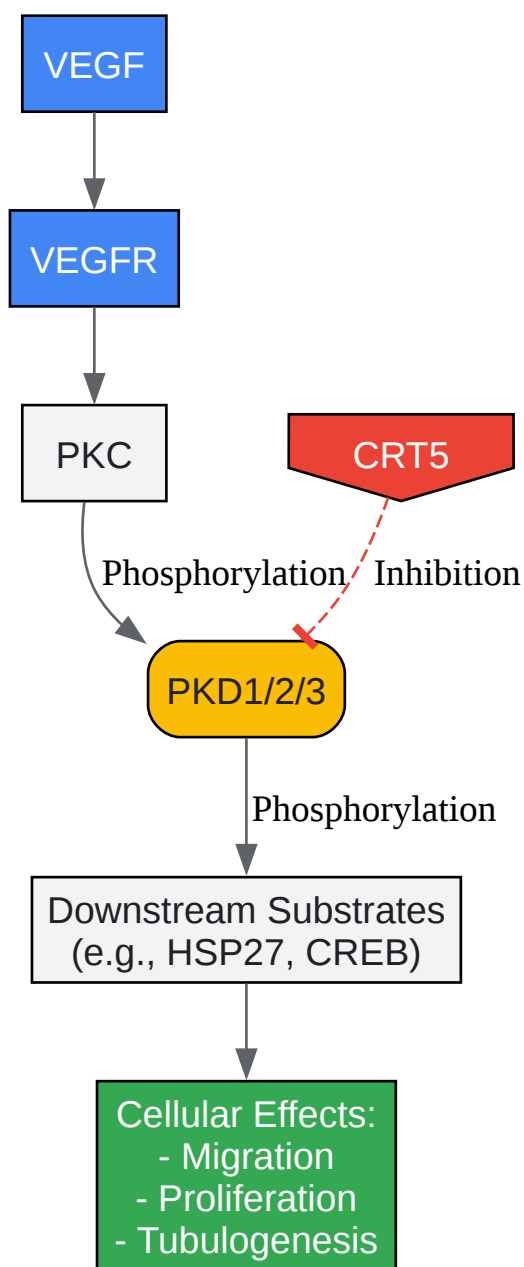 VEGF
VEGFR
PKC
CRT5
Phosphorylation
Inhibition
PKD1/2/3
Phosphorylation
Downstream Substrates
(e.g., HSP27, CREB)
Cellular Effects:
- Migration
- Proliferation
- Tubulogenesis